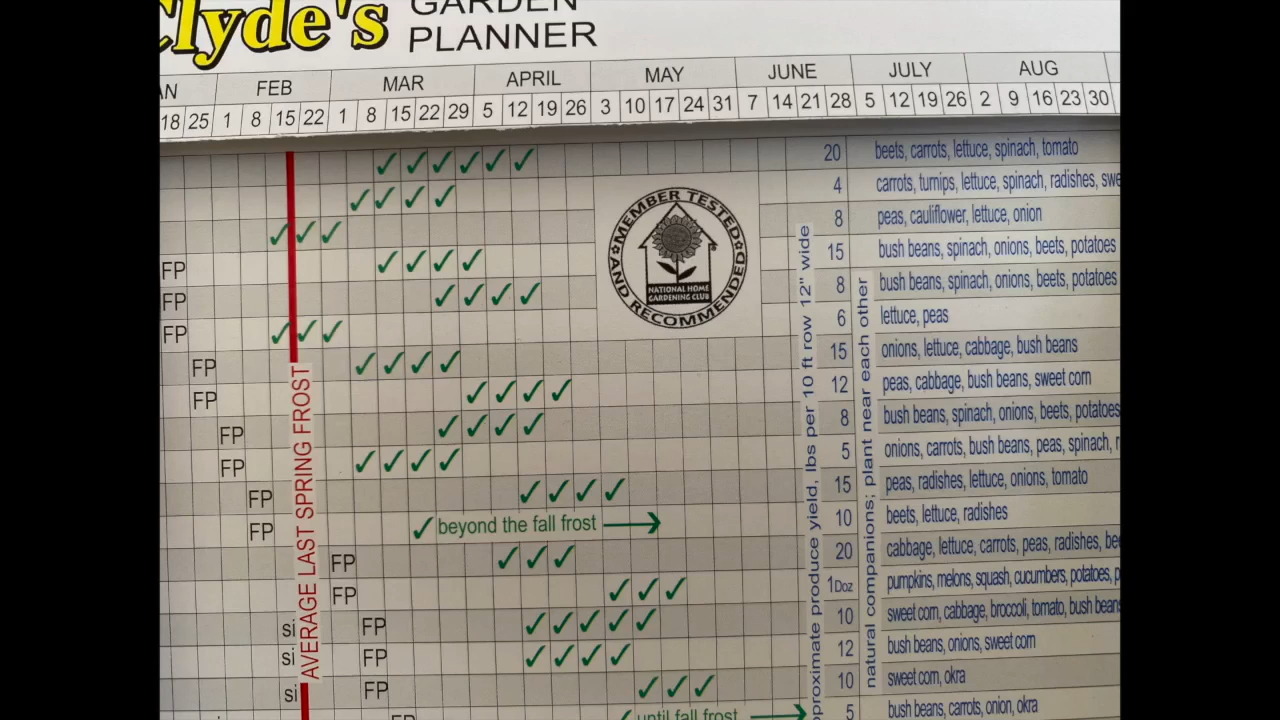 Clyde's GARDEN
PLANNER
FEB MAR APRIL MAY JUNE JULY AUG
18 25 1 8 15 22 1 8 15 22 29 5 12 19 26 3 10 17 24 31 7 14 21 28 5 12 19 26 2 9 16 23 30
✓ ✓ ✓ ✓ ✓ ✓ 20 beets, carrots, lettuce, spinach, tomato
✓ ✓ ✓ ✓ 4 carrots, turnips, lettuce, spinach, radishes,
✓ ✓ ✓ 8 peas, cauliflower, lettuce, onion
FP ✓ ✓ ✓ ✓ 15 bush beans, spinach, onions, beets, potatoes
FP ✓ ✓ ✓ ✓ 8 bush beans, spinach, onions, beets, potatoes
FP ✓ ✓ ✓ 6 lettuce, peas
FP ✓ ✓ ✓ ✓ 15 onions, lettuce, cabbage, bush beans
FP ✓ ✓ ✓ ✓ 12 peas, cabbage, bush beans, sweet corn
FP ✓ ✓ ✓ ✓ 8 bush beans, spinach, onions, beets, potatoes
FP ✓ ✓ ✓ ✓ 5 onions, carrots, bush beans, peas, spinach,
FP ✓ ✓ ✓ ✓ 15 peas, radishes, lettuce, onions, tomato
FP ✓ beyond the fall frost → 10 beets, lettuce, radishes
FP ✓ ✓ ✓ 20 cabbage, lettuce, carrots, peas, radishes,
FP ✓ ✓ ✓ 1Doz pumpkins, melons, squash, cucumbers, potatoes,
si FP ✓ ✓ ✓ ✓ ✓ 10 sweet corn, cabbage, broccoli, tomato, bush beans
si FP ✓ ✓ ✓ ✓ 12 bush beans, onions, sweet corn
si FP ✓ ✓ ✓ 10 sweet corn, okra
FP ✓ until fall frost → 5 bush beans, carrots, onion, okra
AVERAGE LAST SPRING FROST
MEMBER TESTED
AND RECOMMENDED
NATIONAL HOME
GARDENING CLUB
produce yield, lbs per 10 ft row 12" wide
natural companions; plant near each other